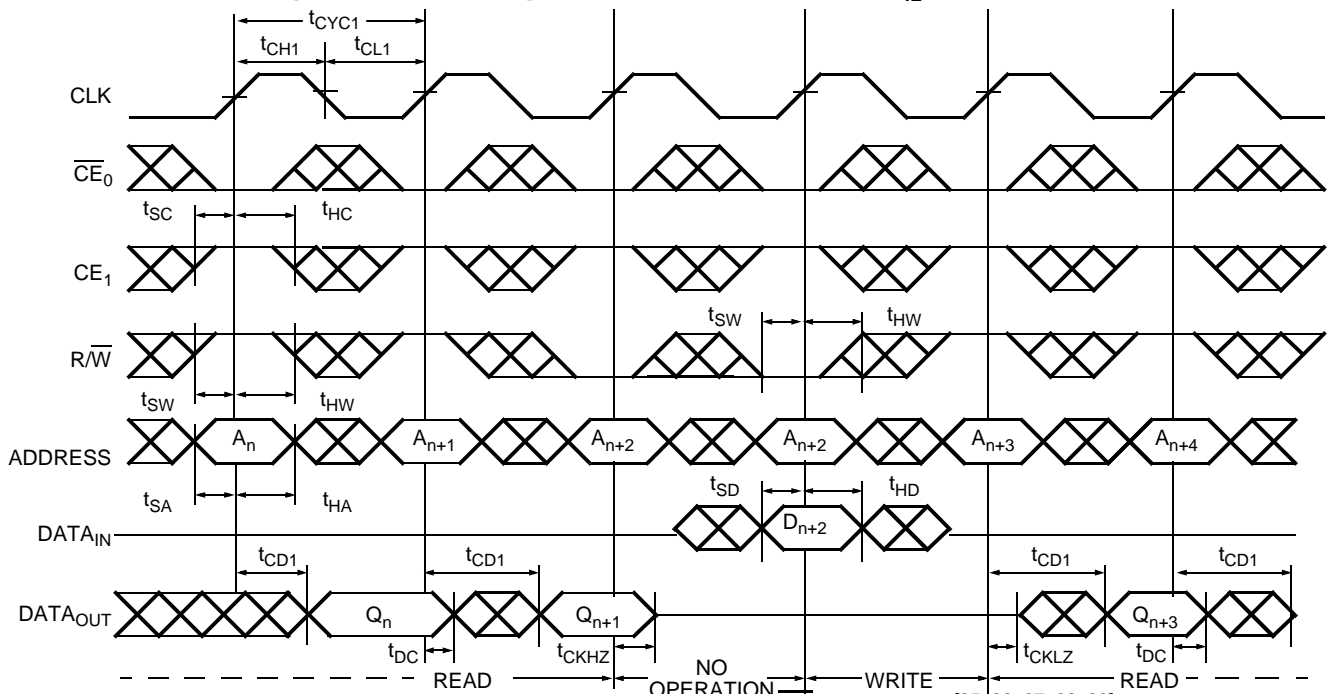 tCYC1
tCH1 tCL1
CLK
CE0
tSC tHC
CE1
tSW tHW
R/W
tSW tHW
ADDRESS An An+1 An+2 An+2 An+3 An+4
tSA tHA tSD tHD
DATAIN Dn+2
tCD1 tCD1 tCD1 tCD1
DATAOUT Qn Qn+1 Qn+3
tDC tCKHZ tCKLZ tDC
READ NO OPERATION WRITE READ